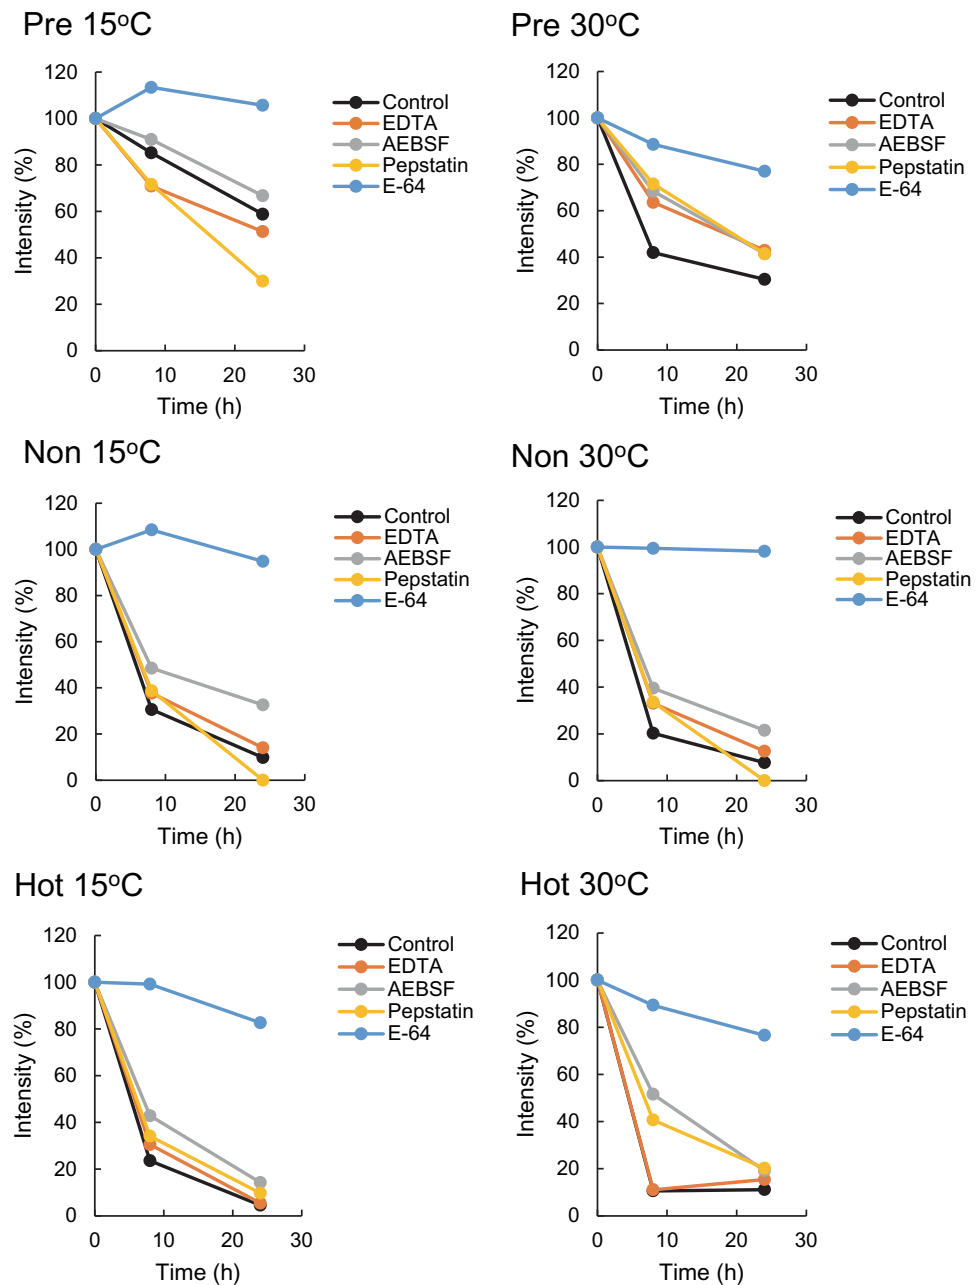 Pre 15°C
120
100
80
60
40
20
0
0 10 20 30
Intensity (%)
Time (h)
Control
EDTA
AEBSF
Pepstatin
E-64
Pre 30°C
120
100
80
60
40
20
0
0 10 20 30
Intensity (%)
Time (h)
Control
EDTA
AEBSF
Pepstatin
E-64
Non 15°C
120
100
80
60
40
20
0
0 10 20 30
Intensity (%)
Time (h)
Control
EDTA
AEBSF
Pepstatin
E-64
Non 30°C
120
100
80
60
40
20
0
0 10 20 30
Intensity (%)
Time (h)
Control
EDTA
AEBSF
Pepstatin
E-64
Hot 15°C
120
100
80
60
40
20
0
0 10 20 30
Intensity (%)
Time (h)
Control
EDTA
AEBSF
Pepstatin
E-64
Hot 30°C
120
100
80
60
40
20
0
0 10 20 30
Intensity (%)
Time (h)
Control
EDTA
AEBSF
Pepstatin
E-64